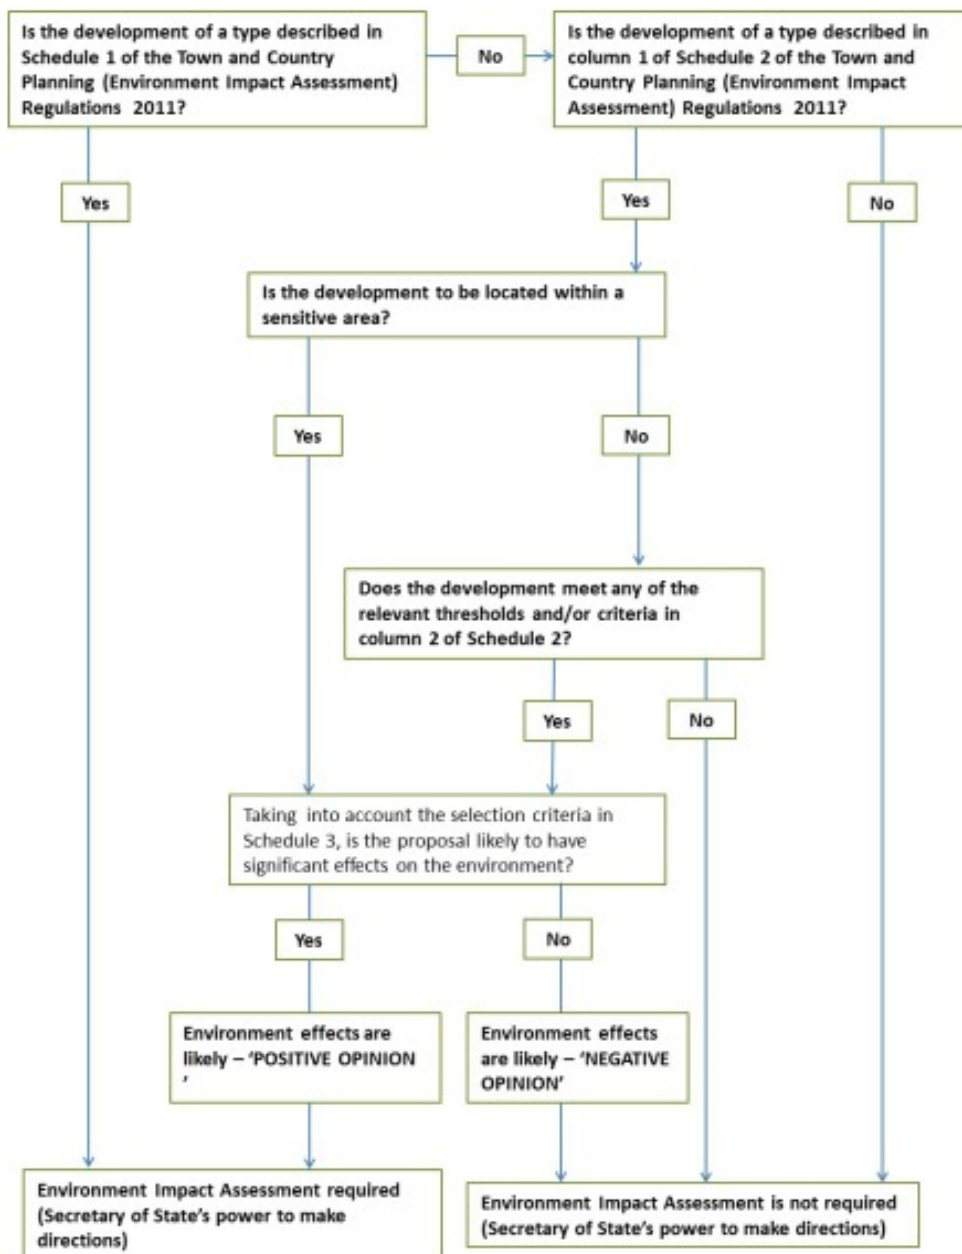 Is the development of a type described in
Schedule 1 of the Town and Country
Planning (Environment Impact Assessment)
Regulations 2011?
No
Is the development of a type described in
column 1 of Schedule 2 of the Town and
Country Planning (Environment Impact
Assessment) Regulations 2011?
Yes
Yes
No
Is the development to be located within a
sensitive area?
Yes
No
Does the development meet any of the
relevant thresholds and/or criteria in
column 2 of Schedule 2?
Yes
No
Taking into account the selection criteria in
Schedule 3, is the proposal likely to have
significant effects on the environment?
Yes
No
Environment effects are
likely – ‘POSITIVE OPINION
’
Environment effects
are likely – ‘NEGATIVE
OPINION’
Environment Impact Assessment required
(Secretary of State’s power to make
directions)
Environment Impact Assessment is not required
(Secretary of State’s power to make directions)